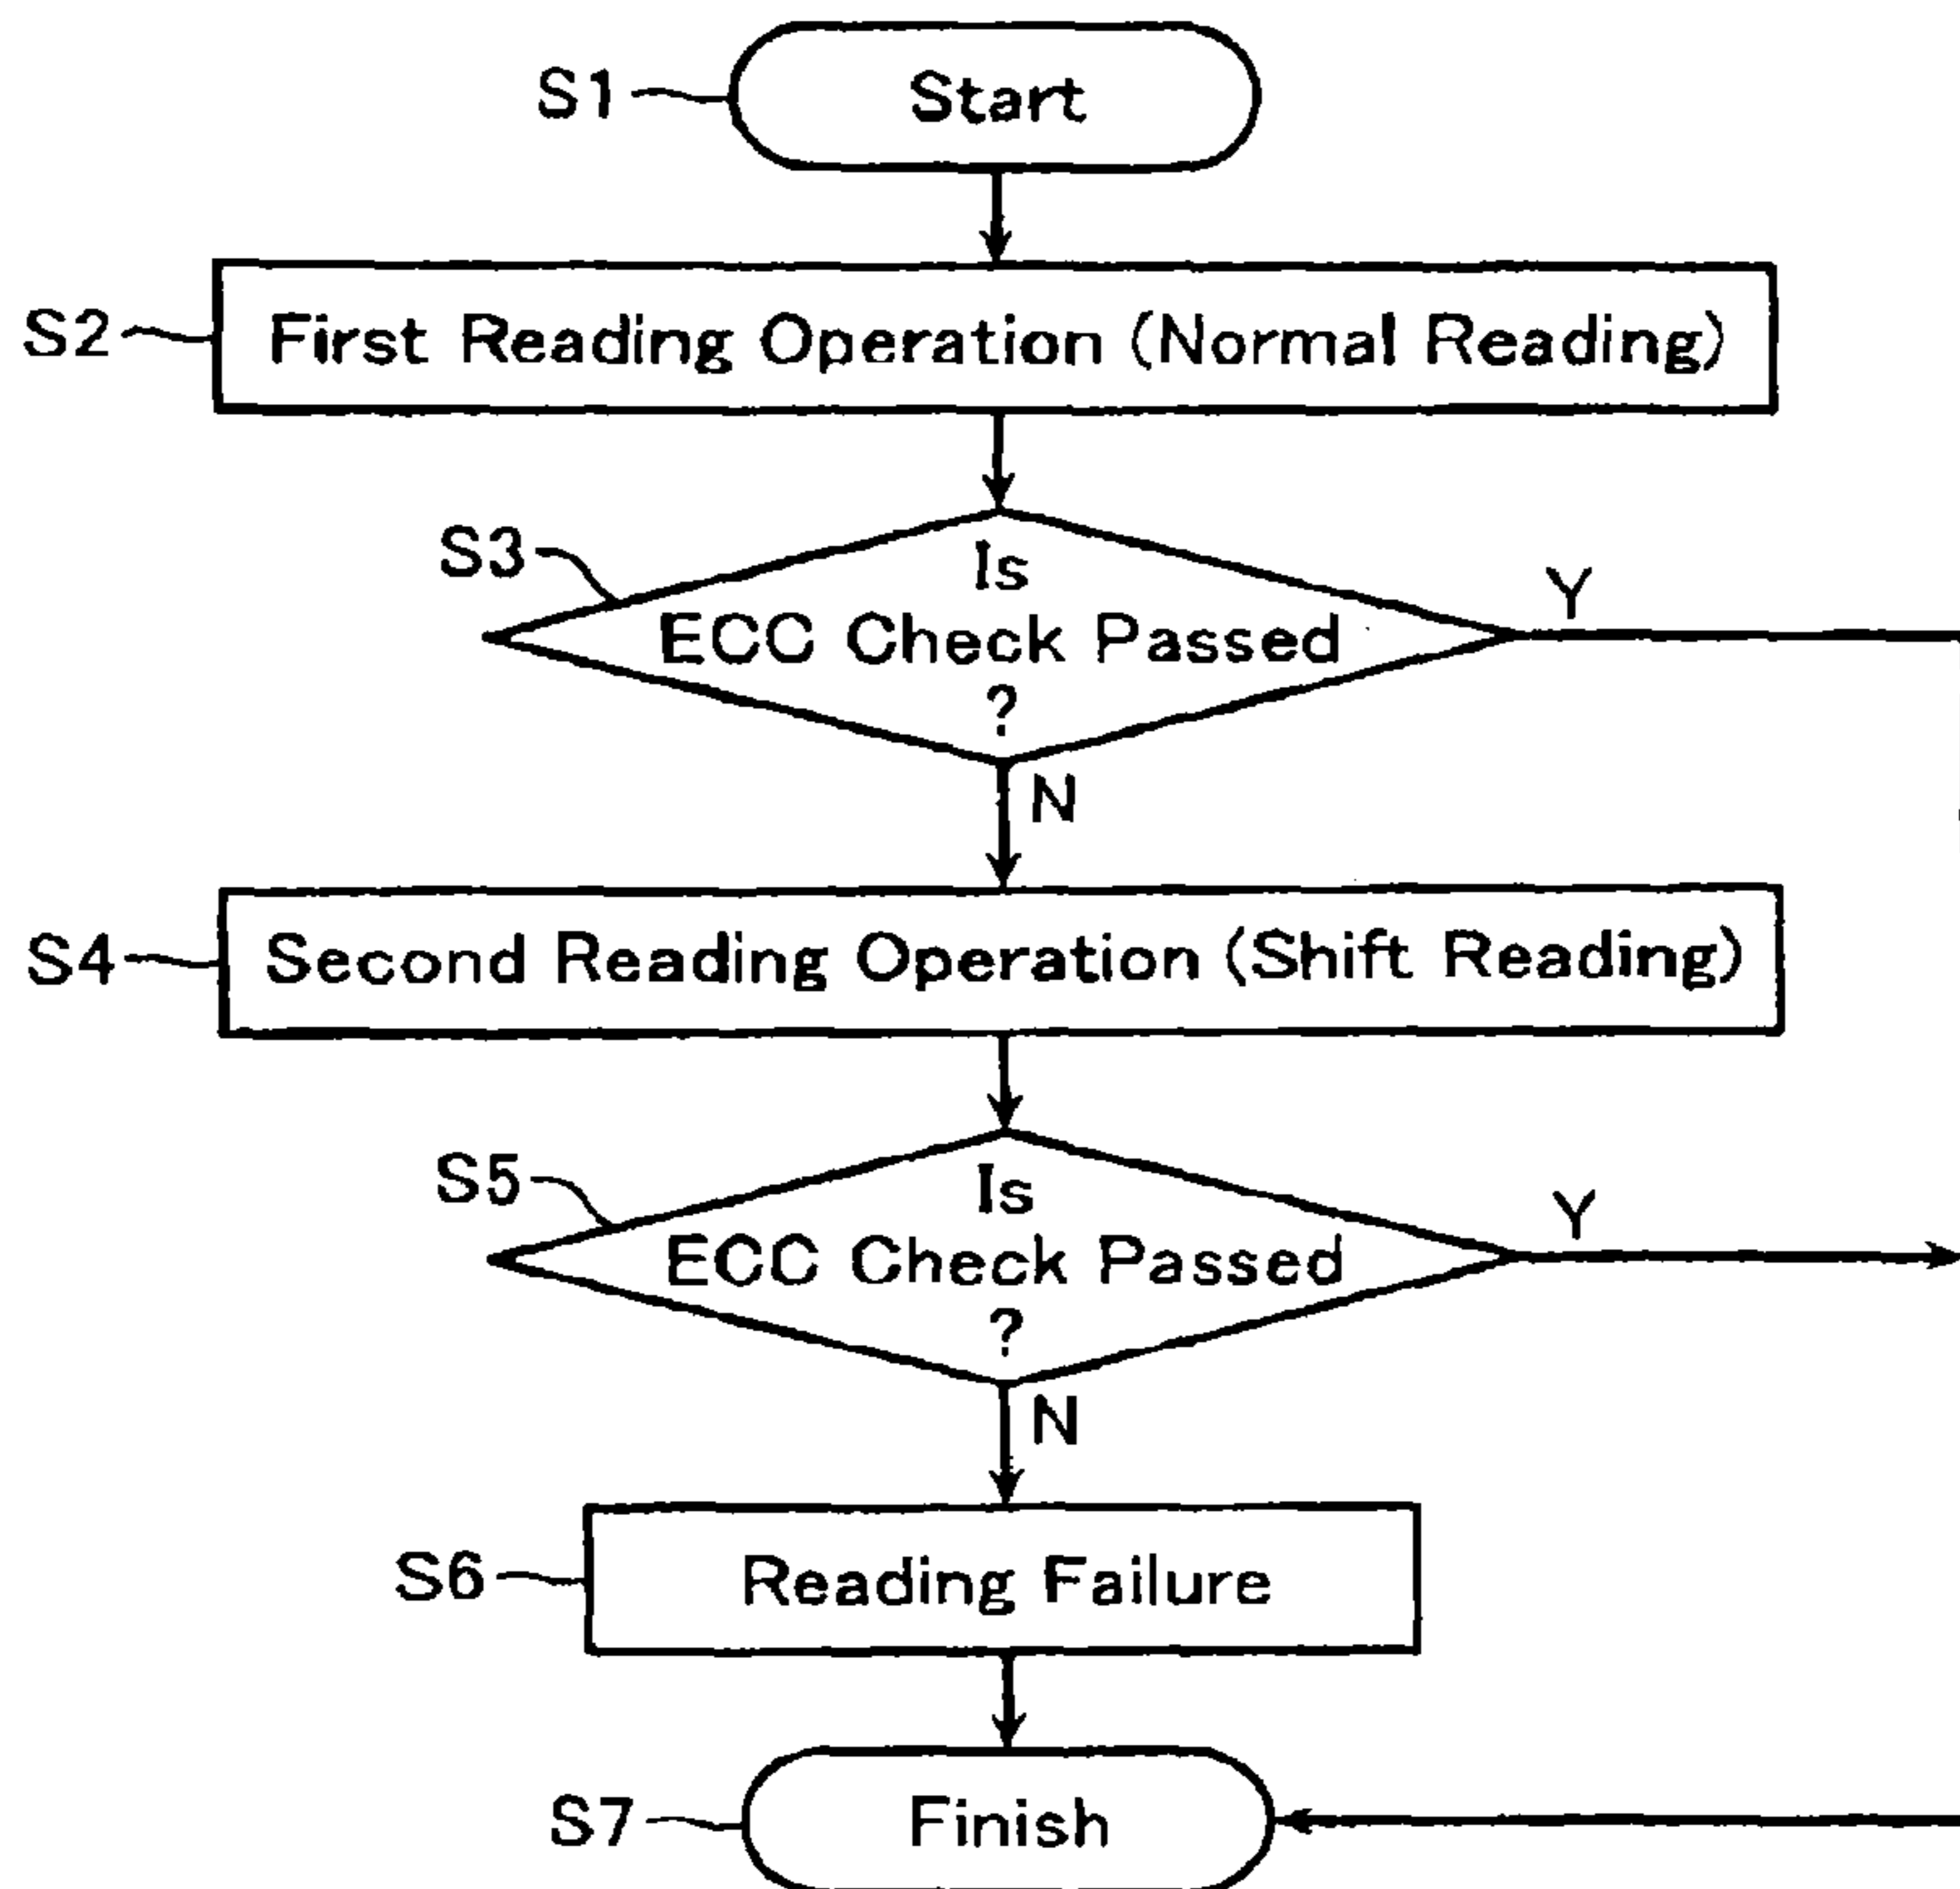 S1
Start
S2
First Reading Operation (Normal Reading)
S3
Is
ECC Check Passed
?
Y
N
S4
Second Reading Operation (Shift Reading)
S5
Is
ECC Check Passed
?
Y
N
S6
Reading Failure
S7
Finish